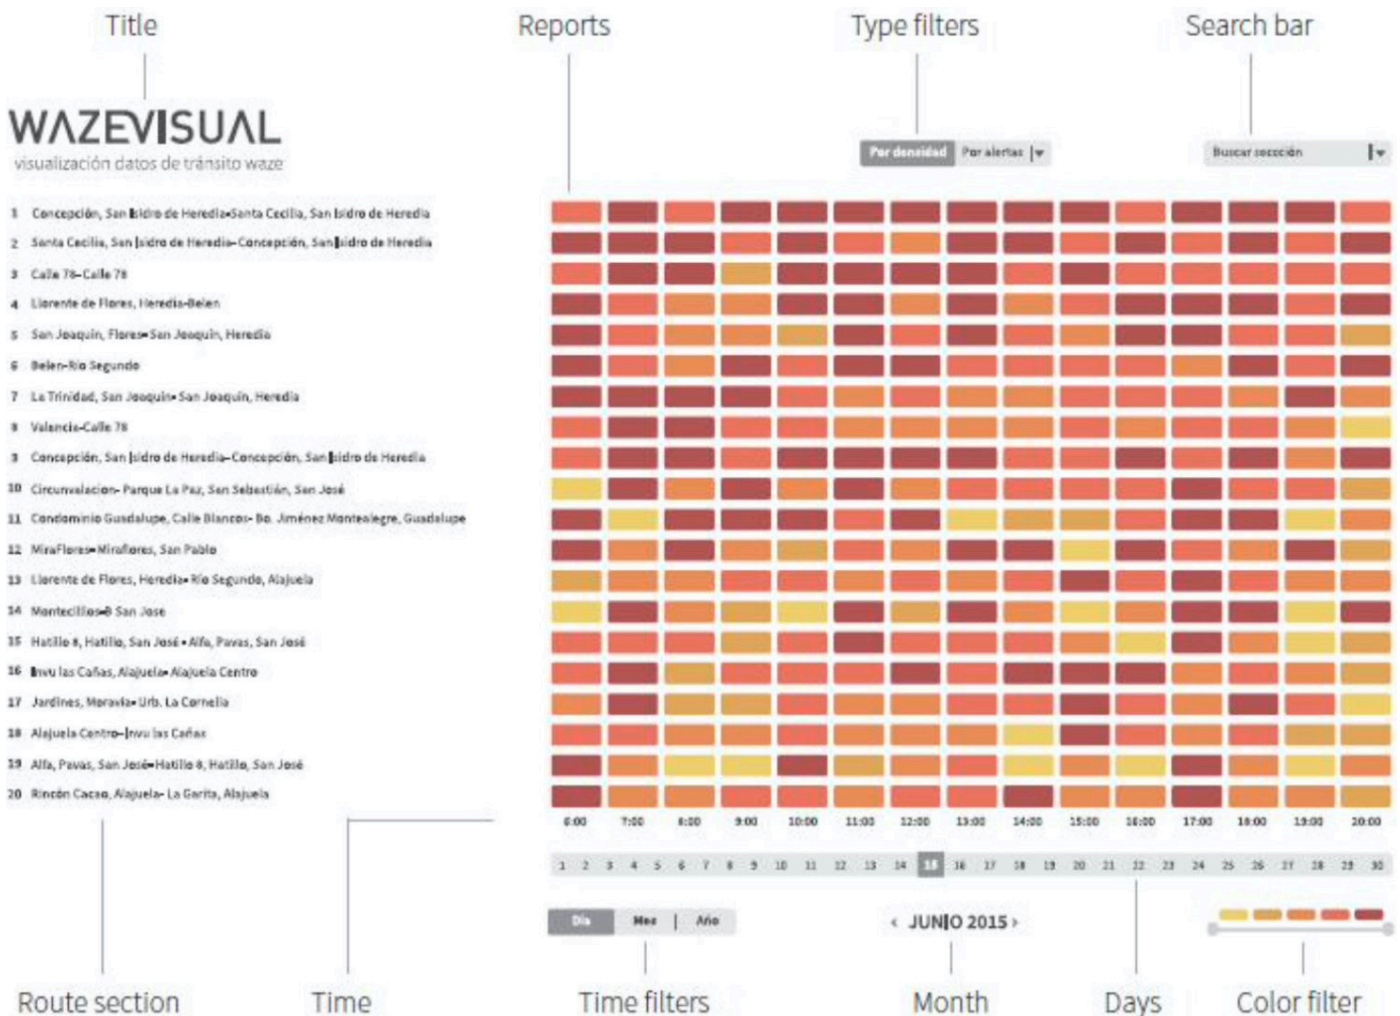 Title
Reports
Type filters
Search bar
WAZEVISUAL
visualización datos de tránsito waze
Por densidad Por alertas
Buscar seccción
1 Concepción, San Isidro de Heredia-Santa Cecilia, San Isidro de Heredia
2 Santa Cecilia, San Isidro de Heredia-Concepción, San Isidro de Heredia
3 Calle 78-Calle 78
4 Llorente de Flores, Heredia-Belen
5 San Joaquin, Flores-San Joaquín, Heredia
6 Belen-Río Segundo
7 La Trinidad, San Joaquin-San Joaquín, Heredia
8 Valencia-Calle 78
9 Concepción, San Isidro de Heredia-Concepción, San Isidro de Heredia
10 Circunvalacion- Parque La Paz, San Sebastián, San José
11 Condominio Guadalupe, Calle Blancos- Bo. Jiménez Montealegre, Guadalupe
12 MiraFlores-Miraflores, San Pablo
13 Llorente de Flores, Heredia-Río Segundo, Alajuela
14 Montecillos-B San Jose
15 Hatillo 8, Hatillo, San José-Alfa, Pavas, San José
16 Invu las Cañas, Alajuela-Alajuela Centro
17 Jardines, Moravia-Urb. La Cornelia
18 Alajuela Centro-Invu las Cañas
19 Alfa, Pavas, San José-Hatillo 8, Hatillo, San José
20 Rincón Cacao, Alajuela- La Garita, Alajuela
6:00 7:00 8:00 9:00 10:00 11:00 12:00 13:00 14:00 15:00 16:00 17:00 18:00 19:00 20:00
1 2 3 4 5 6 7 8 9 10 11 12 13 14 15 16 17 18 19 20 21 22 23 24 25 26 27 28 29 30
Día Mes | Año
‹ JUNIO 2015 ›
Route section
Time
Time filters
Month
Days
Color filter